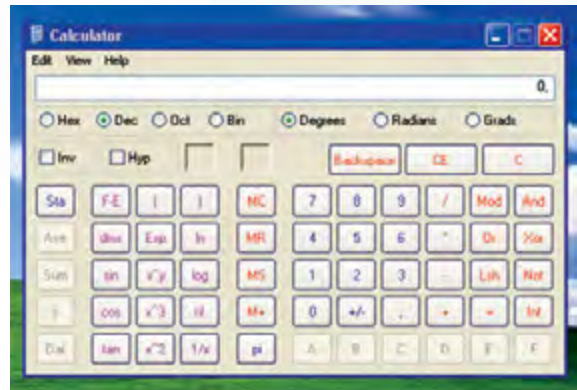 Calculator
Edit View Help
0.
Hex Dec Oct Bin Degrees Radians Grads
Inv Hyp Backspace CE C
Sta F-E ( ) MC 7 8 9 / Mod And
Ave dms Exp ln MR 4 5 6 * Or Xor
Sum sin x^y log MS 1 2 3 - Lsh Not
s cos x^3 n! M+ 0 +/- . + = Int
Dat tan x^2 1/x pi A B C D E F